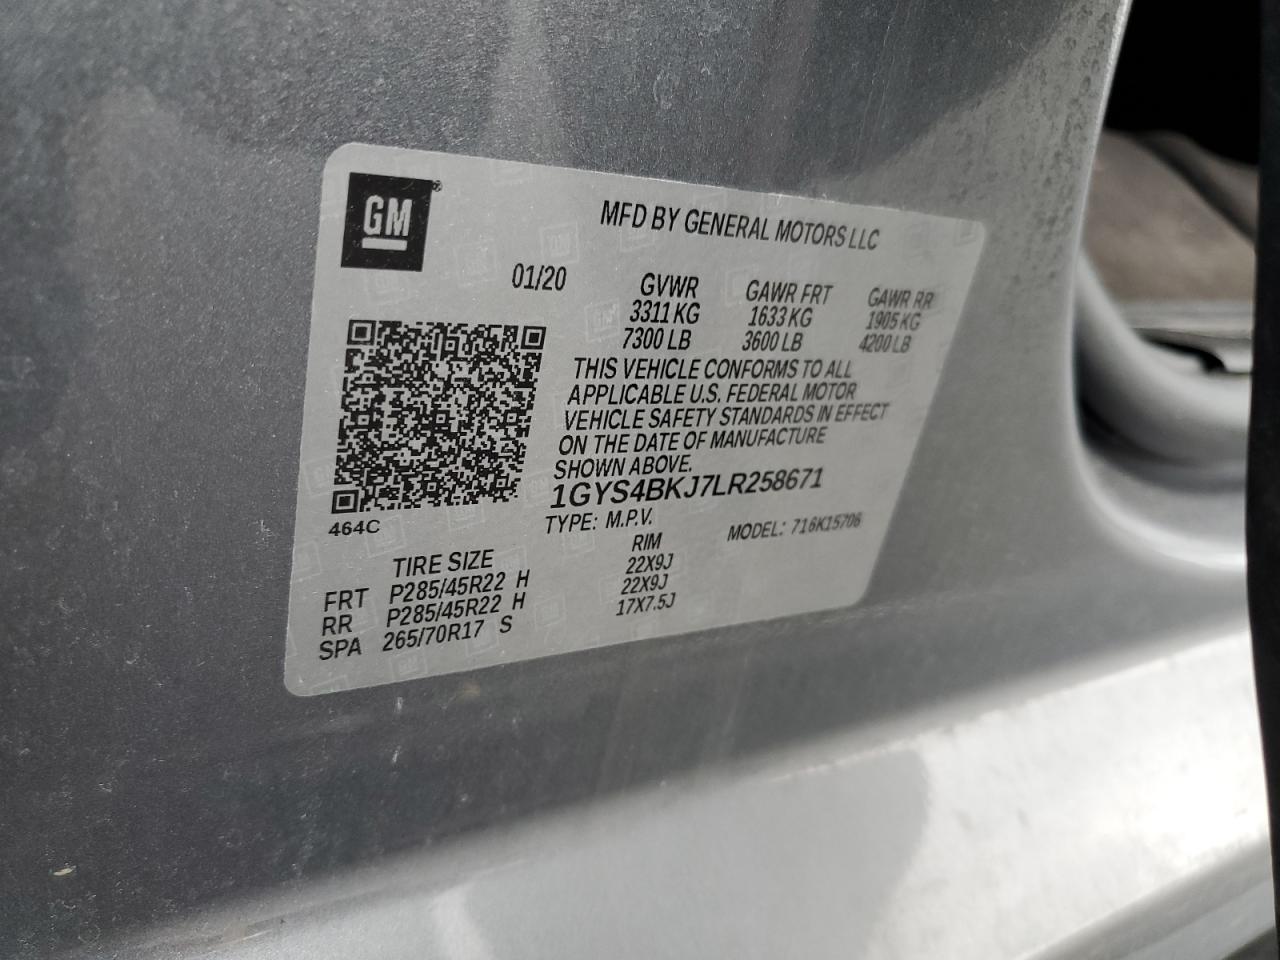 GM®
MFD BY GENERAL MOTORS LLC
01/20
GVWR GAWR FRT GAWR RR
3311 KG 1633 KG 1905 KG
7300 LB 3600 LB 4200 LB
THIS VEHICLE CONFORMS TO ALL
APPLICABLE U.S. FEDERAL MOTOR
VEHICLE SAFETY STANDARDS IN EFFECT
ON THE DATE OF MANUFACTURE
SHOWN ABOVE.
1GYS4BKJ7LR258671
464C
TYPE: M.P.V. MODEL: 716K15706
TIRE SIZE RIM
FRT P285/45R22 H 22X9J
RR P285/45R22 H 22X9J
SPA 265/70R17 S 17X7.5J